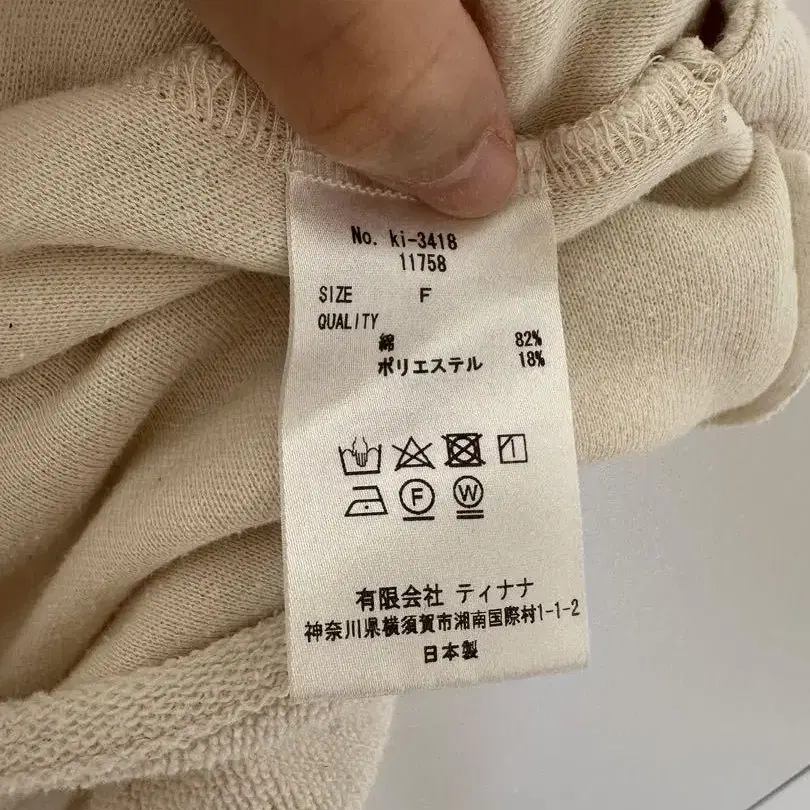 No. ki-3418
11758
SIZE F
QUALITY
綿 82%
ポリエステル 18%
F W
有限会社 ティナナ
神奈川県横須賀市湘南国際村1-1-2
日本製